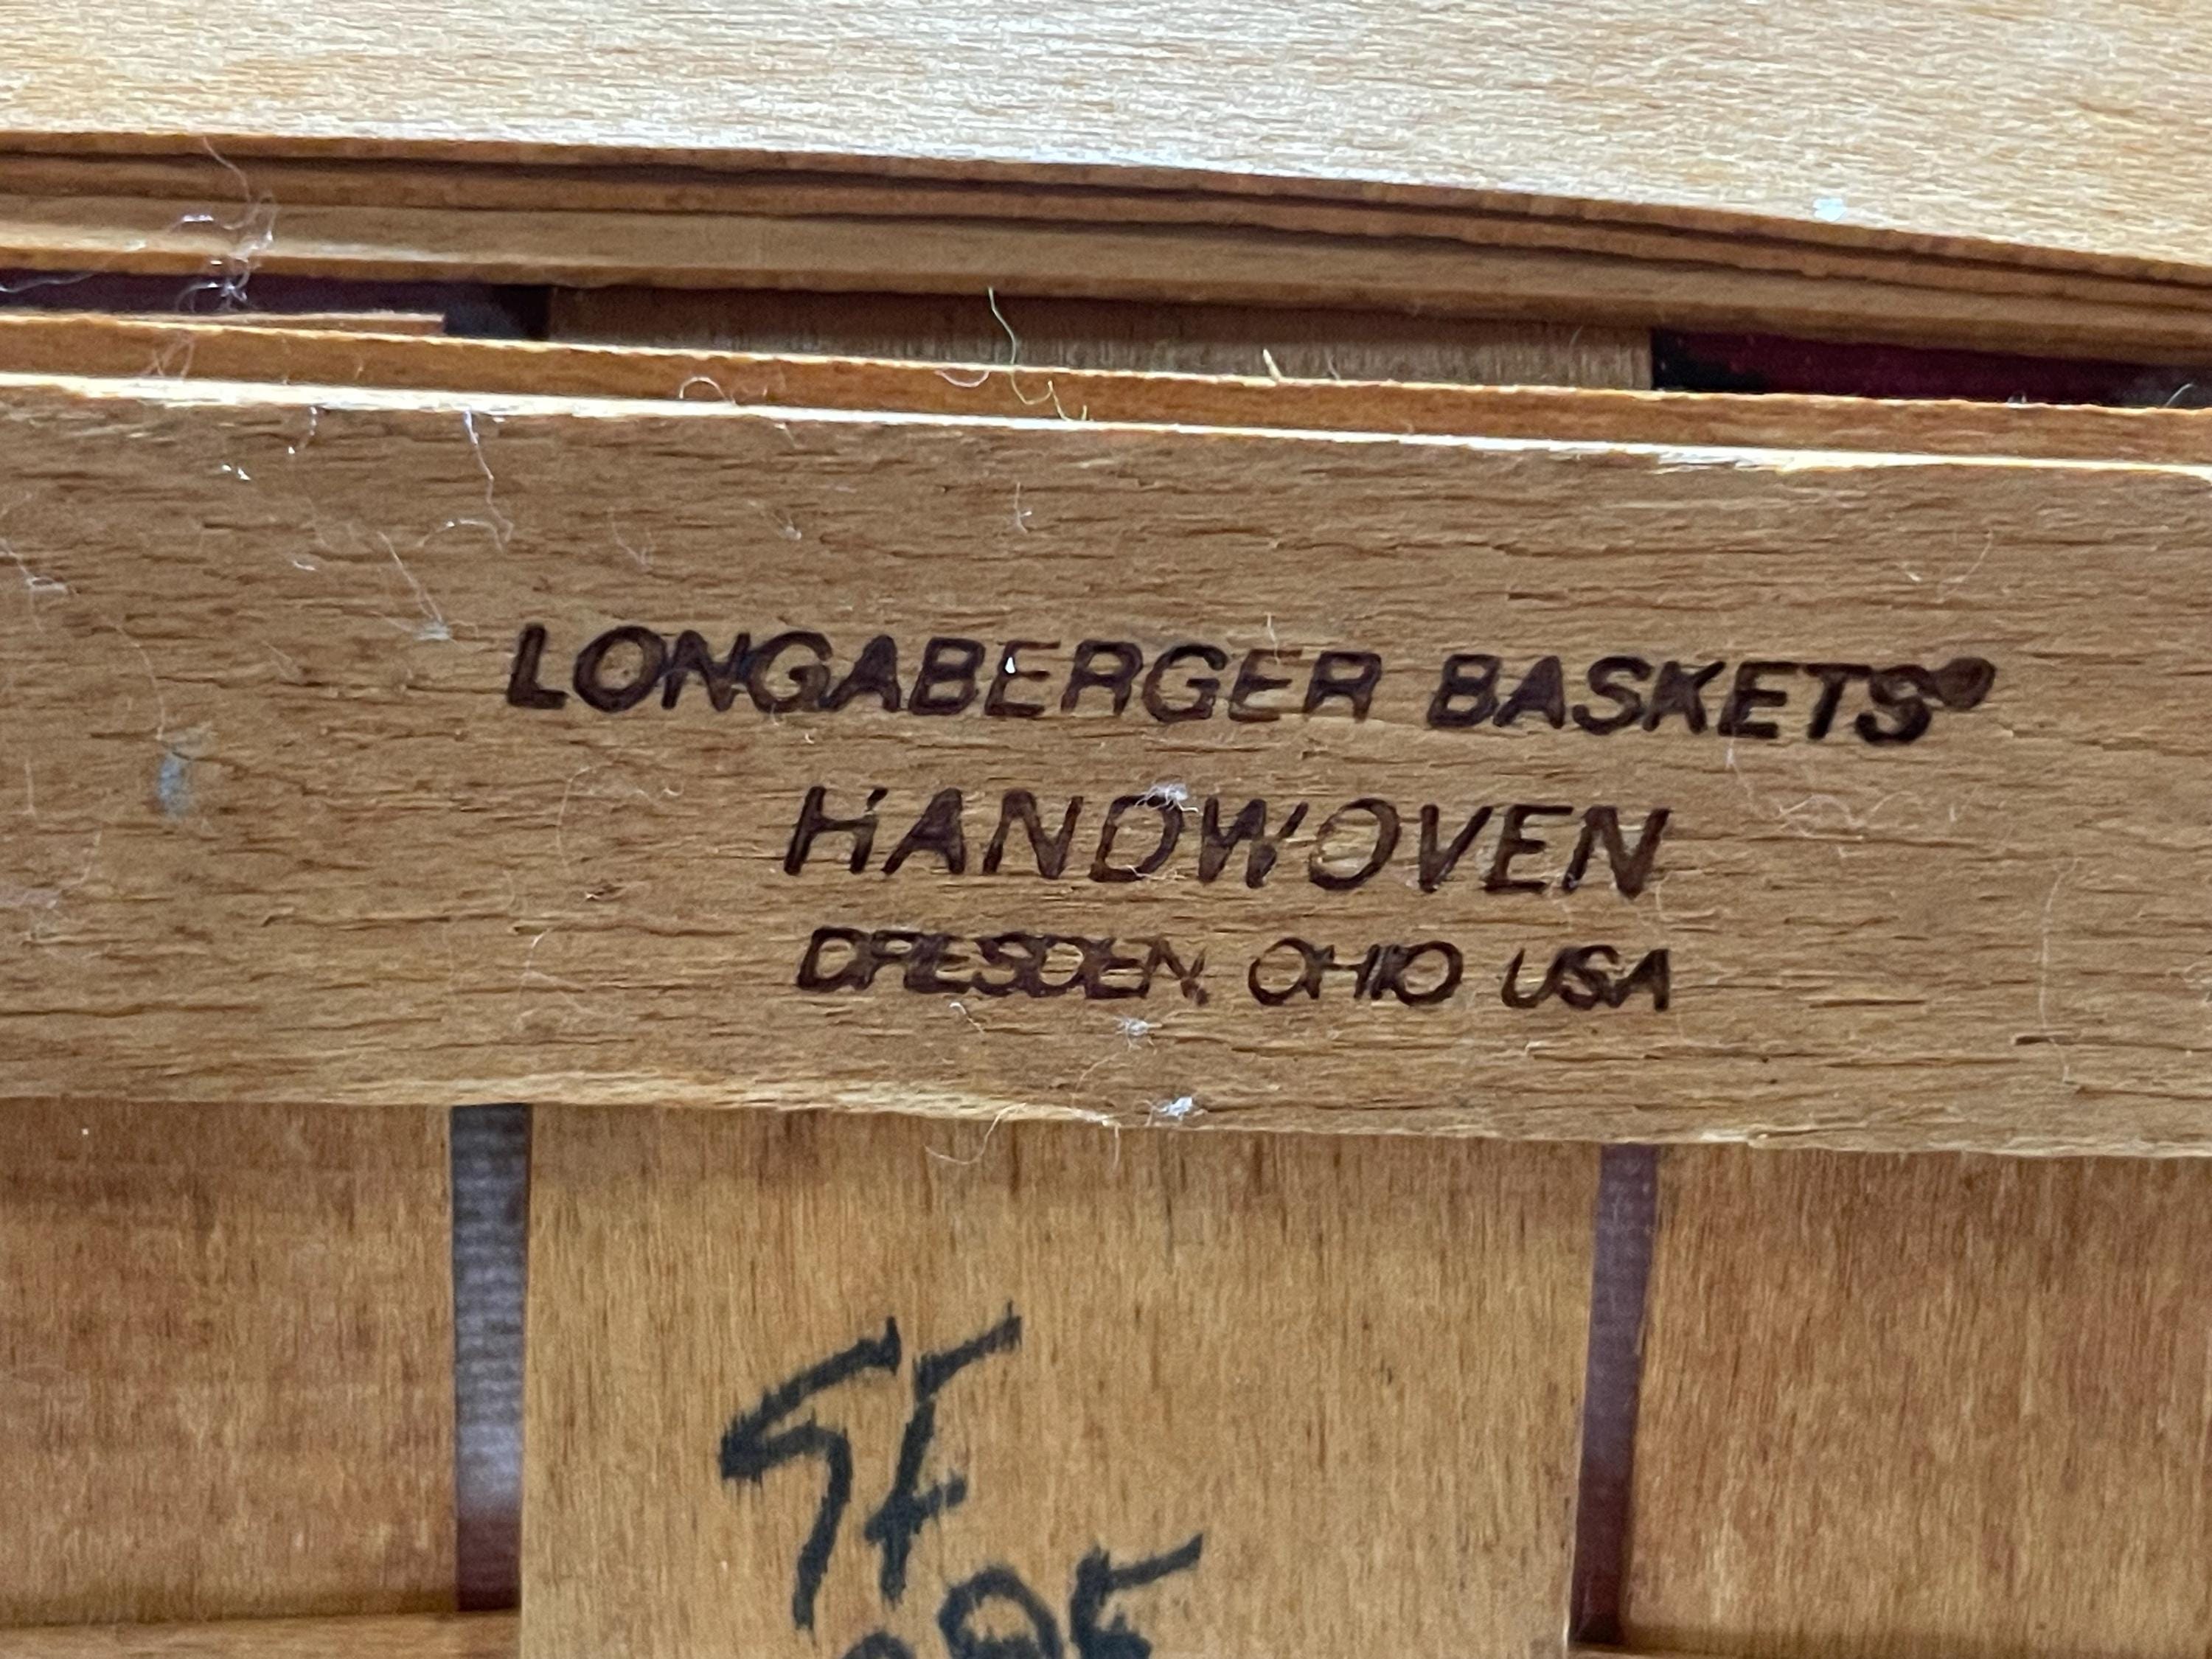 LONGABERGER BASKETS®
HANDWOVEN
DRESDEN, OHIO USA
SF